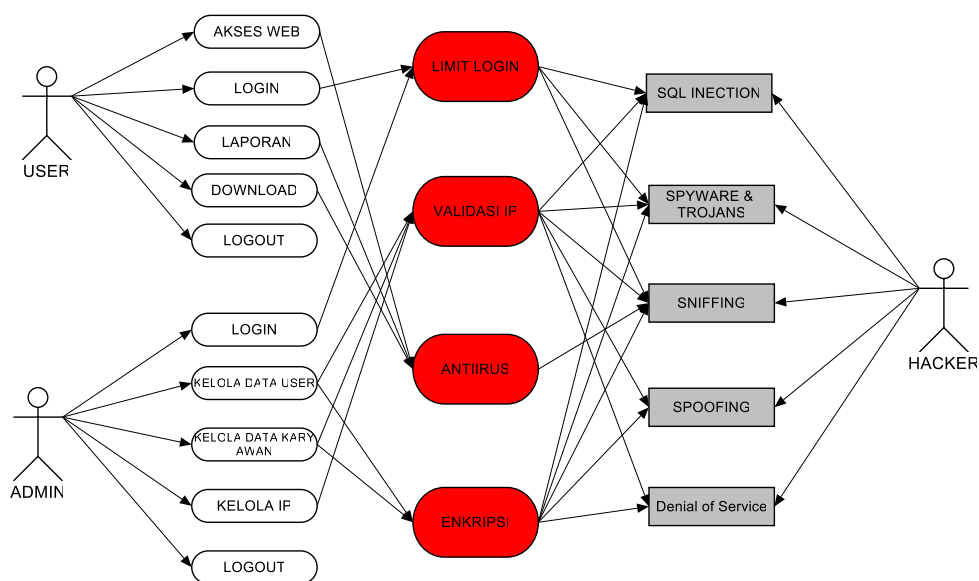 AKSES WEB
LOGIN
LAPORAN
DOWNLOAD
LOGOUT
USER
LOGIN
KELOLA DATA USER
KELOLA DATA KARY
AWAN
KELOLA IP
LOGOUT
ADMIN
LIMIT LOGIN
VALIDASI IP
ANTIIRUS
ENKRIPSI
SQL INECTION
SPYWARE &
TROJANS
SNIFFING
SPOOFING
Denial of Service
HACKER